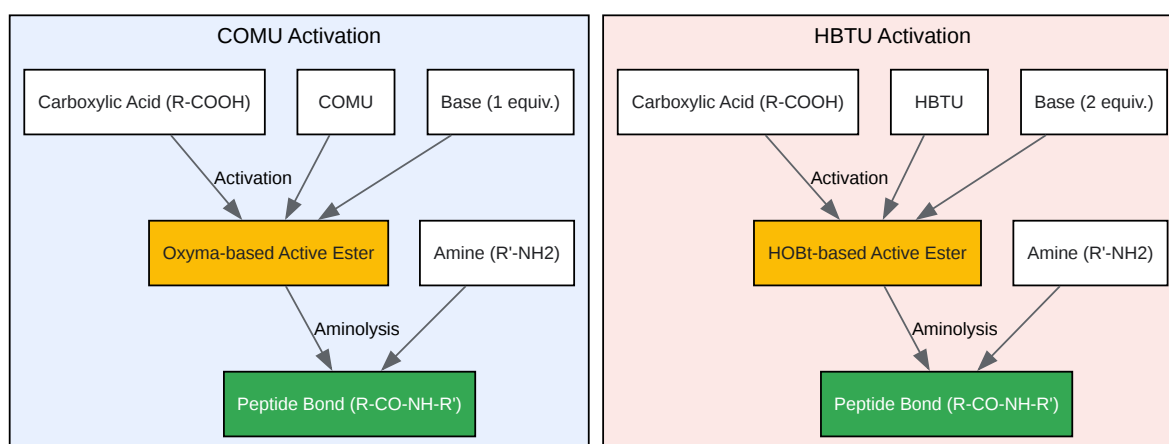 COMU Activation
Carboxylic Acid (R-COOH)
COMU
Base (1 equiv.)
Activation
Oxyma-based Active Ester
Amine (R'-NH2)
Aminolysis
Peptide Bond (R-CO-NH-R')
HBTU Activation
Carboxylic Acid (R-COOH)
HBTU
Base (2 equiv.)
Activation
HOBt-based Active Ester
Amine (R'-NH2)
Aminolysis
Peptide Bond (R-CO-NH-R')